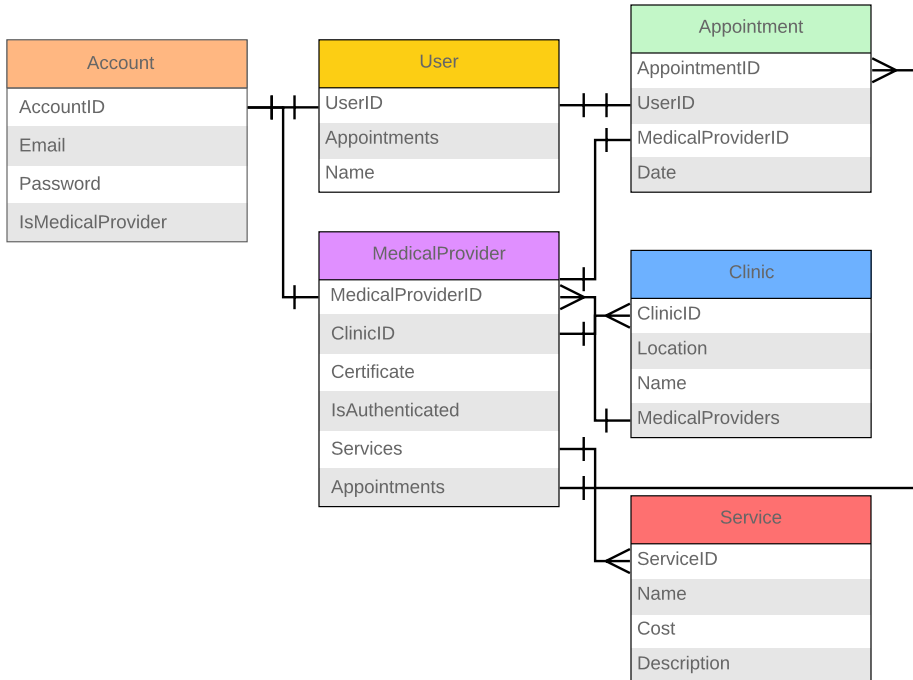 Account
AccountID
Email
Password
IsMedicalProvider
User
UserID
Appointments
Name
MedicalProvider
MedicalProviderID
ClinicID
Certificate
IsAuthenticated
Services
Appointments
Appointment
AppointmentID
UserID
MedicalProviderID
Date
Clinic
ClinicID
Location
Name
MedicalProviders
Service
ServiceID
Name
Cost
Description